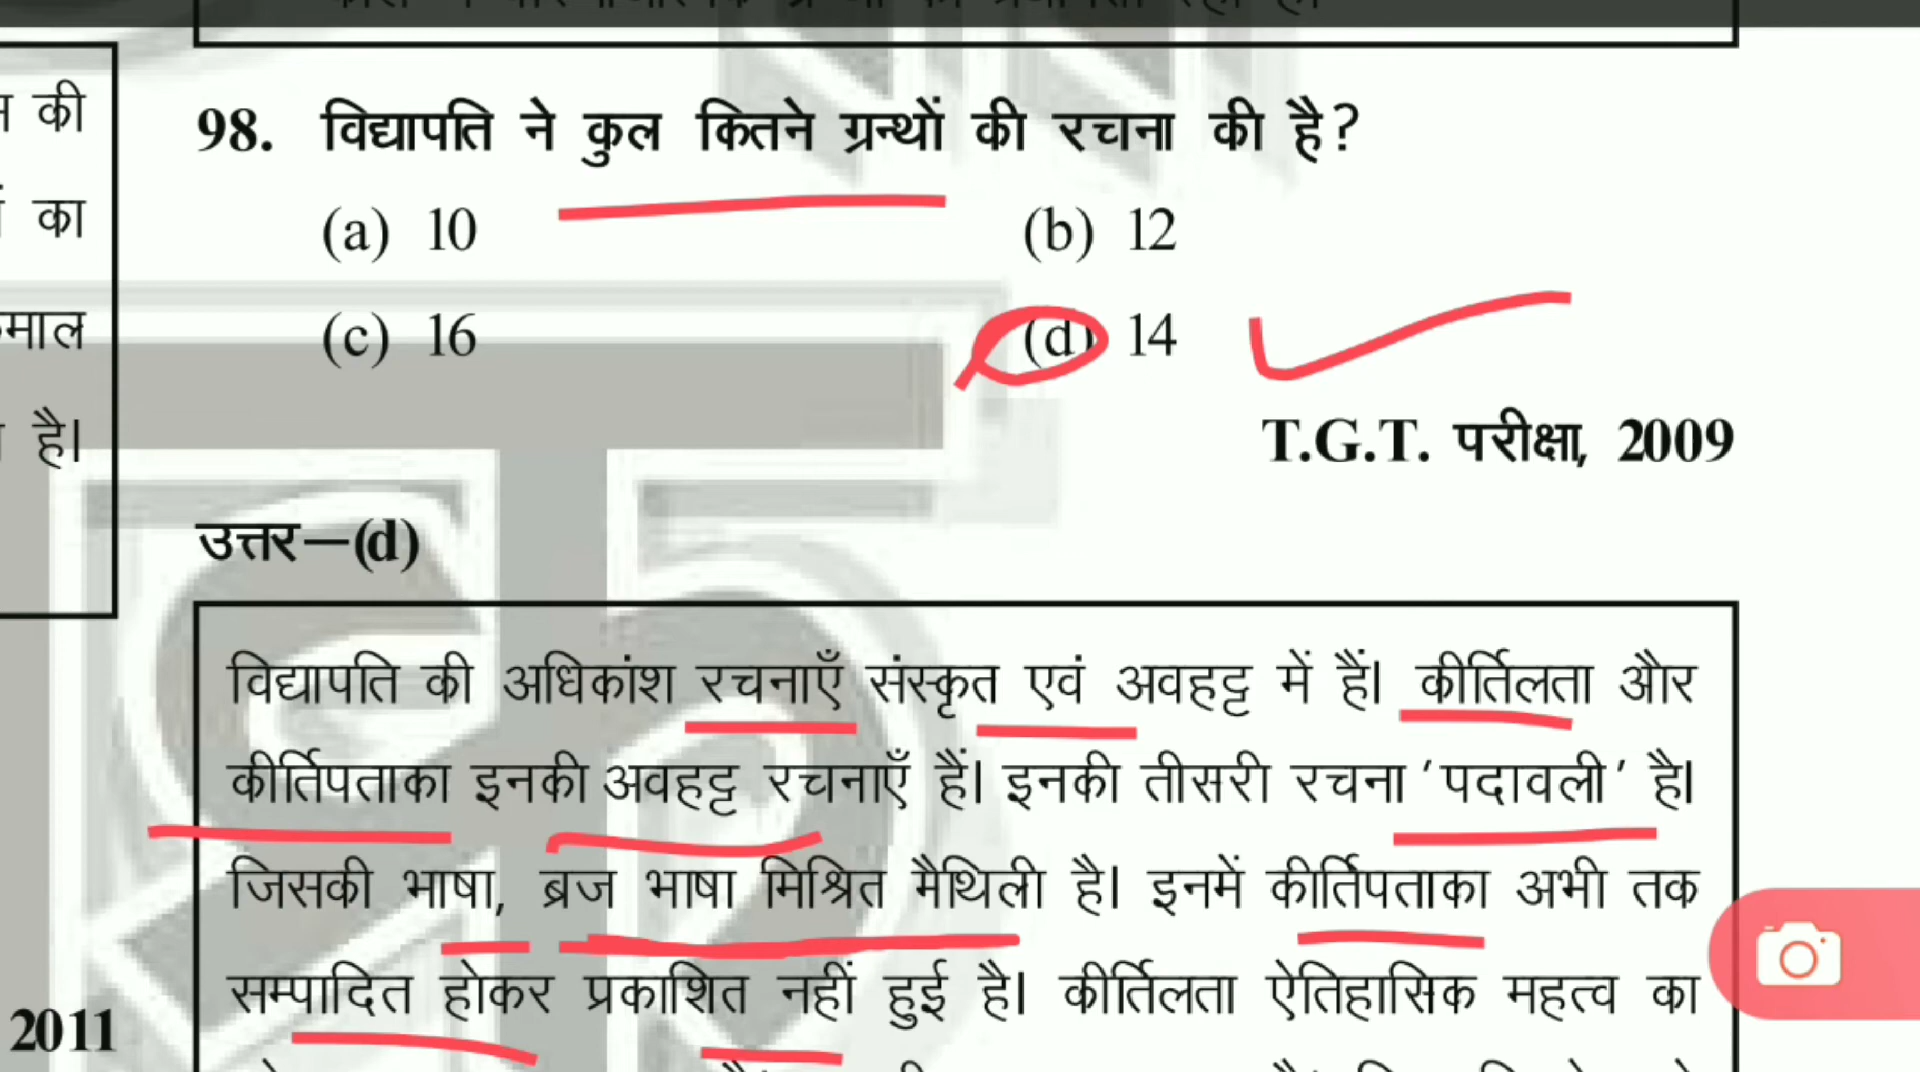 की
98. विद्यापति ने कुल कितने ग्रन्थों की रचना की है?
का
(a) 10 (b) 12
(c) 16 (d) 14
है।
T.G.T. परीक्षा, 2009
उत्तर—(d)
विद्यापति की अधिकांश रचनाएँ संस्कृत एवं अवहट्ट में हैं। कीर्तिलता और
कीर्तिपताका इनकी अवहट्ट रचनाएँ हैं। इनकी तीसरी रचना 'पदावली' है।
जिसकी भाषा, ब्रज भाषा मिश्रित मैथिली है। इनमें कीर्तिपताका अभी तक
सम्पादित होकर प्रकाशित नहीं हुई है। कीर्तिलता ऐतिहासिक महत्व का
2011